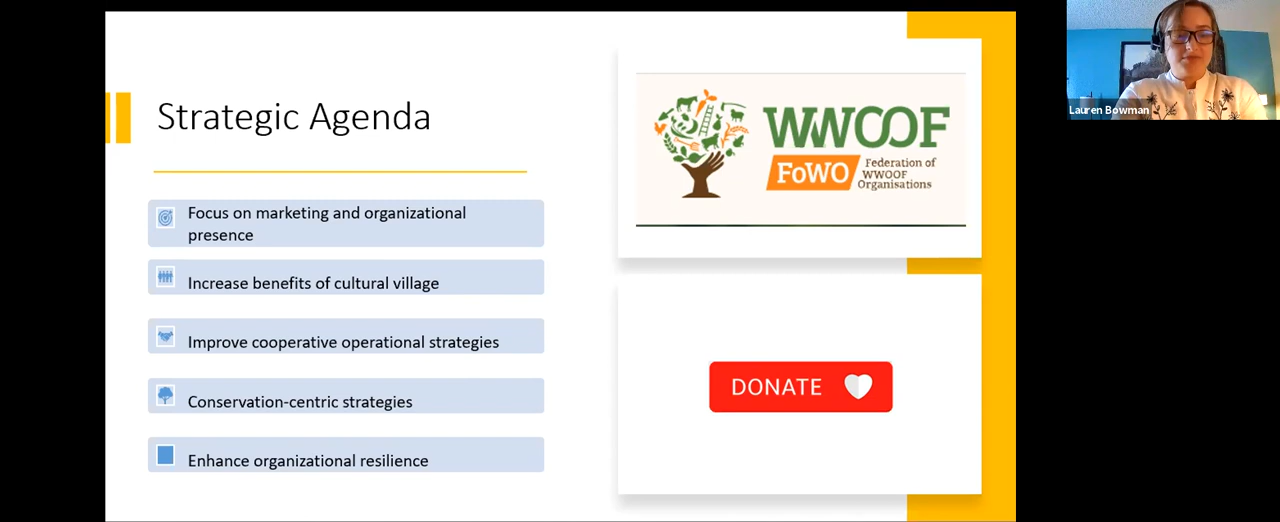 Strategic Agenda
Focus on marketing and organizational
presence
Increase benefits of cultural village
Improve cooperative operational strategies
Conservation-centric strategies
Enhance organizational resilience
WWOOF
FoWO
Federation of
WWOOF
Organisations
DONATE
Lauren Bowman